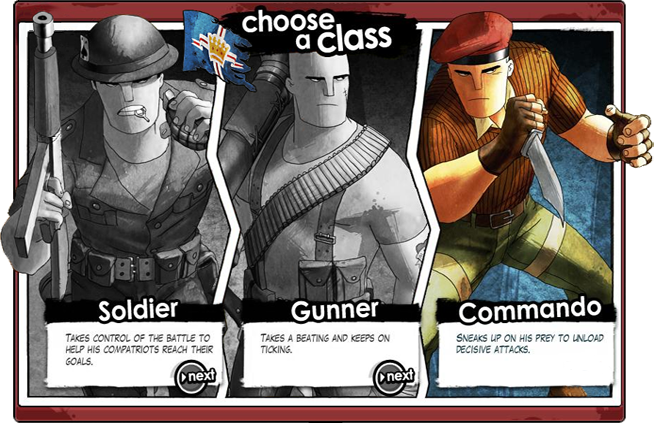 choose
a class
Soldier
Takes control of the battle to
help his compatriots reach their
goals.
next
Gunner
Takes a beating and keeps on
ticking.
next
Commando
Sneaks up on his prey to unload
decisive attacks.